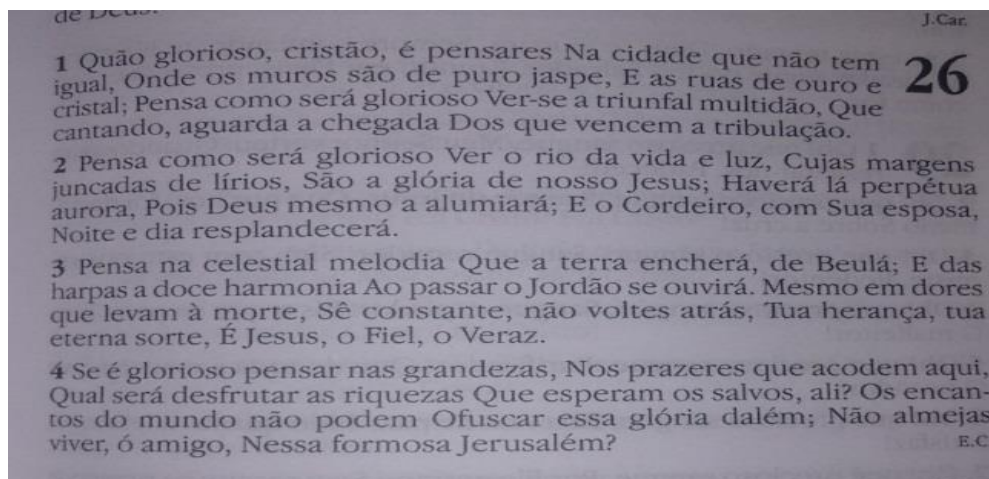 de Deus.
J.Car.
1 Quão glorioso, cristão, é pensares Na cidade que não tem
26
igual, Onde os muros são de puro jaspe, E as ruas de ouro e
cristal; Pensa como será glorioso Ver-se a triunfal multidão, Que
cantando, aguarda a chegada Dos que vencem a tribulação.
2 Pensa como será glorioso Ver o rio da vida e luz, Cujas margens
juncadas de lírios, São a glória de nosso Jesus; Haverá lá perpétua
aurora, Pois Deus mesmo a alumiará; E o Cordeiro, com Sua esposa,
Noite e dia resplandecerá.
3 Pensa na celestial melodia Que a terra encherá, de Beulá; E das
harpas a doce harmonia Ao passar o Jordão se ouvirá. Mesmo em dores
que levam à morte, Sê constante, não voltes atrás, Tua herança, tua
eterna sorte, É Jesus, o Fiel, o Veraz.
4 Se é glorioso pensar nas grandezas, Nos prazeres que acodem aqui,
Qual será desfrutar as riquezas Que esperam os salvos, ali? Os encan-
tos do mundo não podem Ofuscar essa glória dalém; Não almejas
viver, ó amigo, Nessa formosa Jerusalém?
E.C